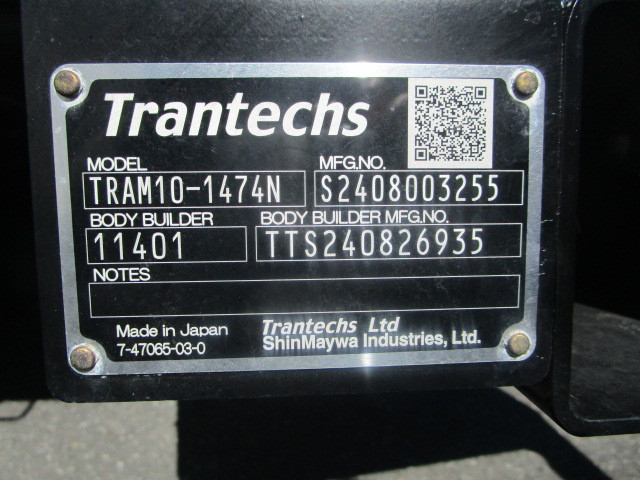 Trantechs
MODEL MFG.NO.
TRAM10-1474N S2408003255
BODY BUILDER BODY BUILDER MFG.NO.
11401 TTS240826935
NOTES
Made in Japan Trantechs Ltd
7-47065-03-0 ShinMaywa Industries, Ltd.